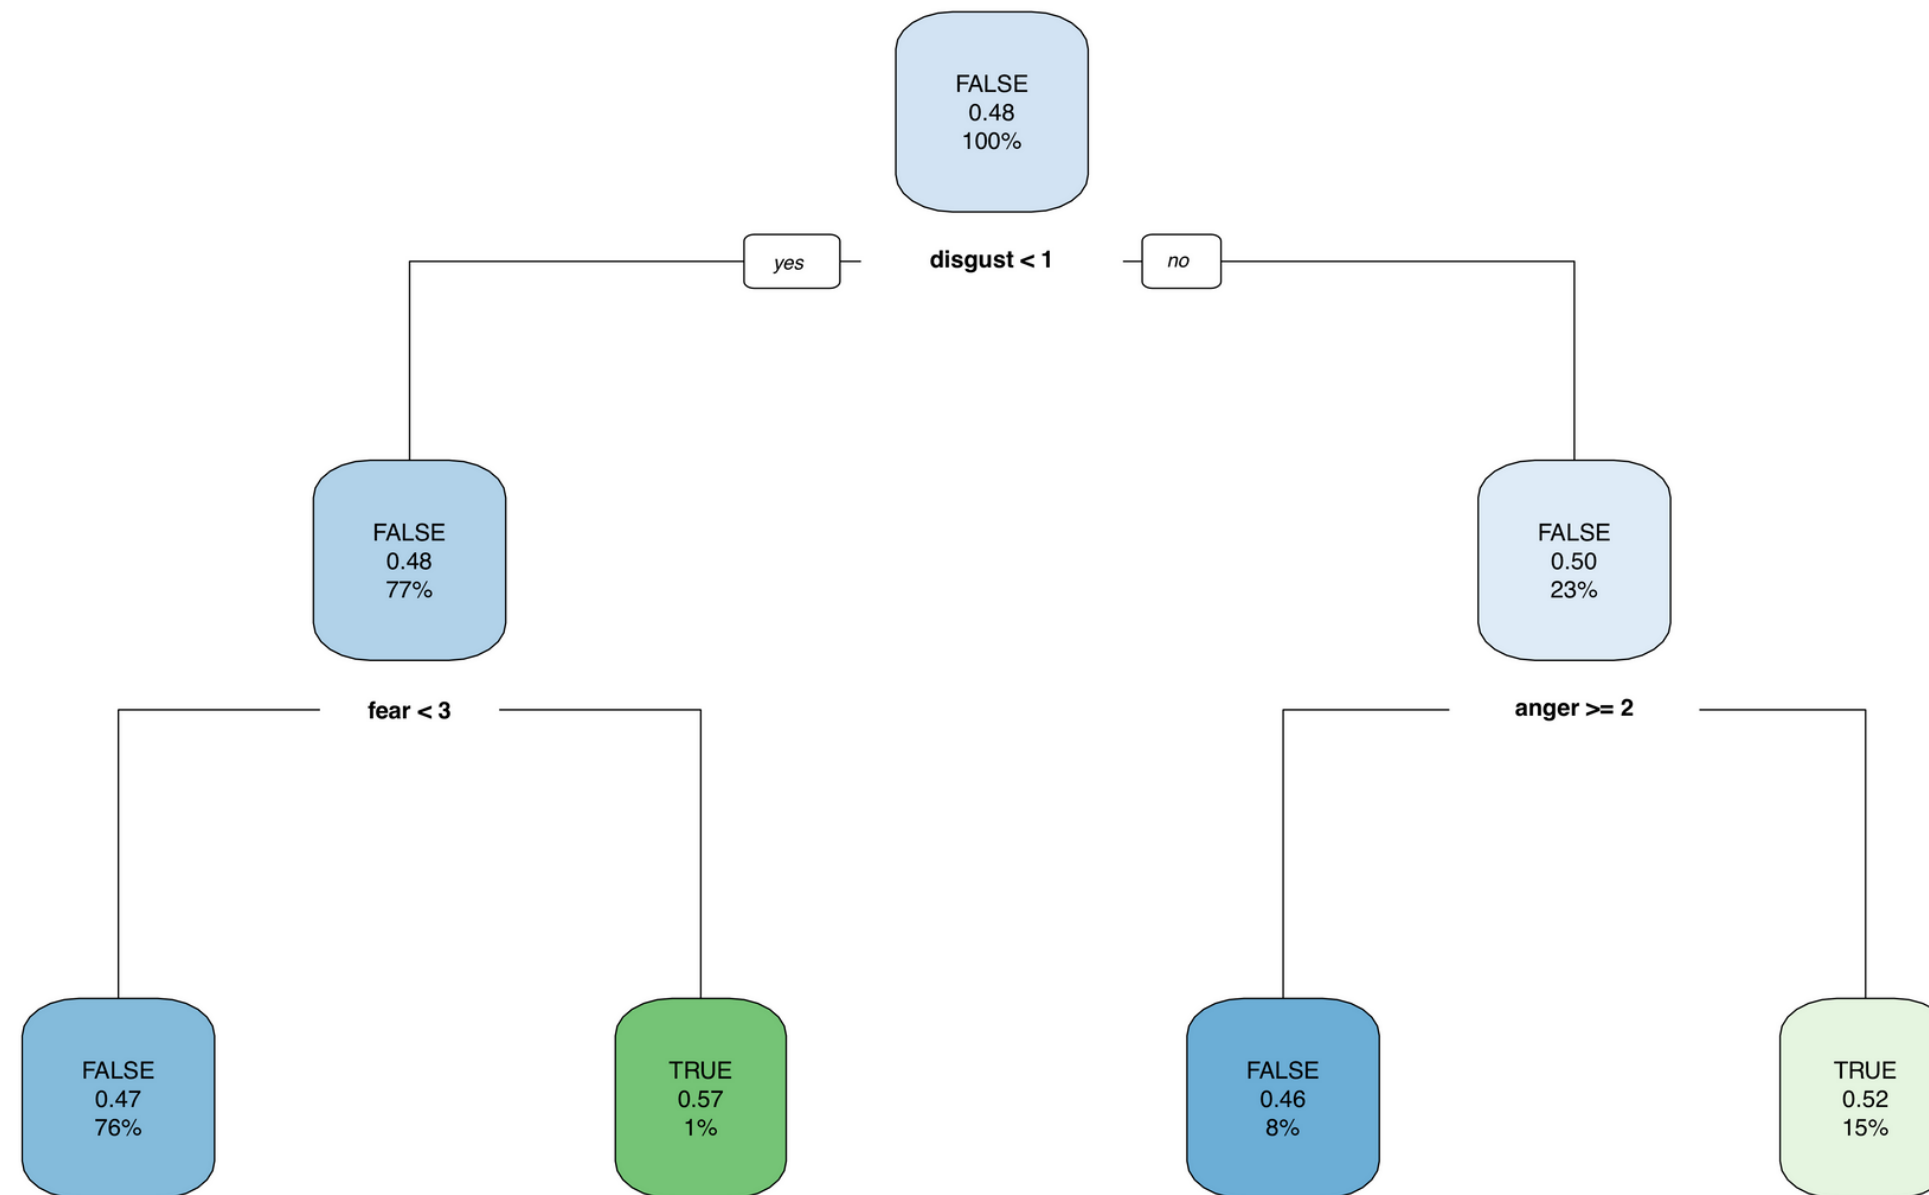 FALSE
0.48
100%
yes
disgust < 1
no
FALSE
0.48
77%
FALSE
0.50
23%
fear < 3
anger >= 2
FALSE
0.47
76%
TRUE
0.57
1%
FALSE
0.46
8%
TRUE
0.52
15%